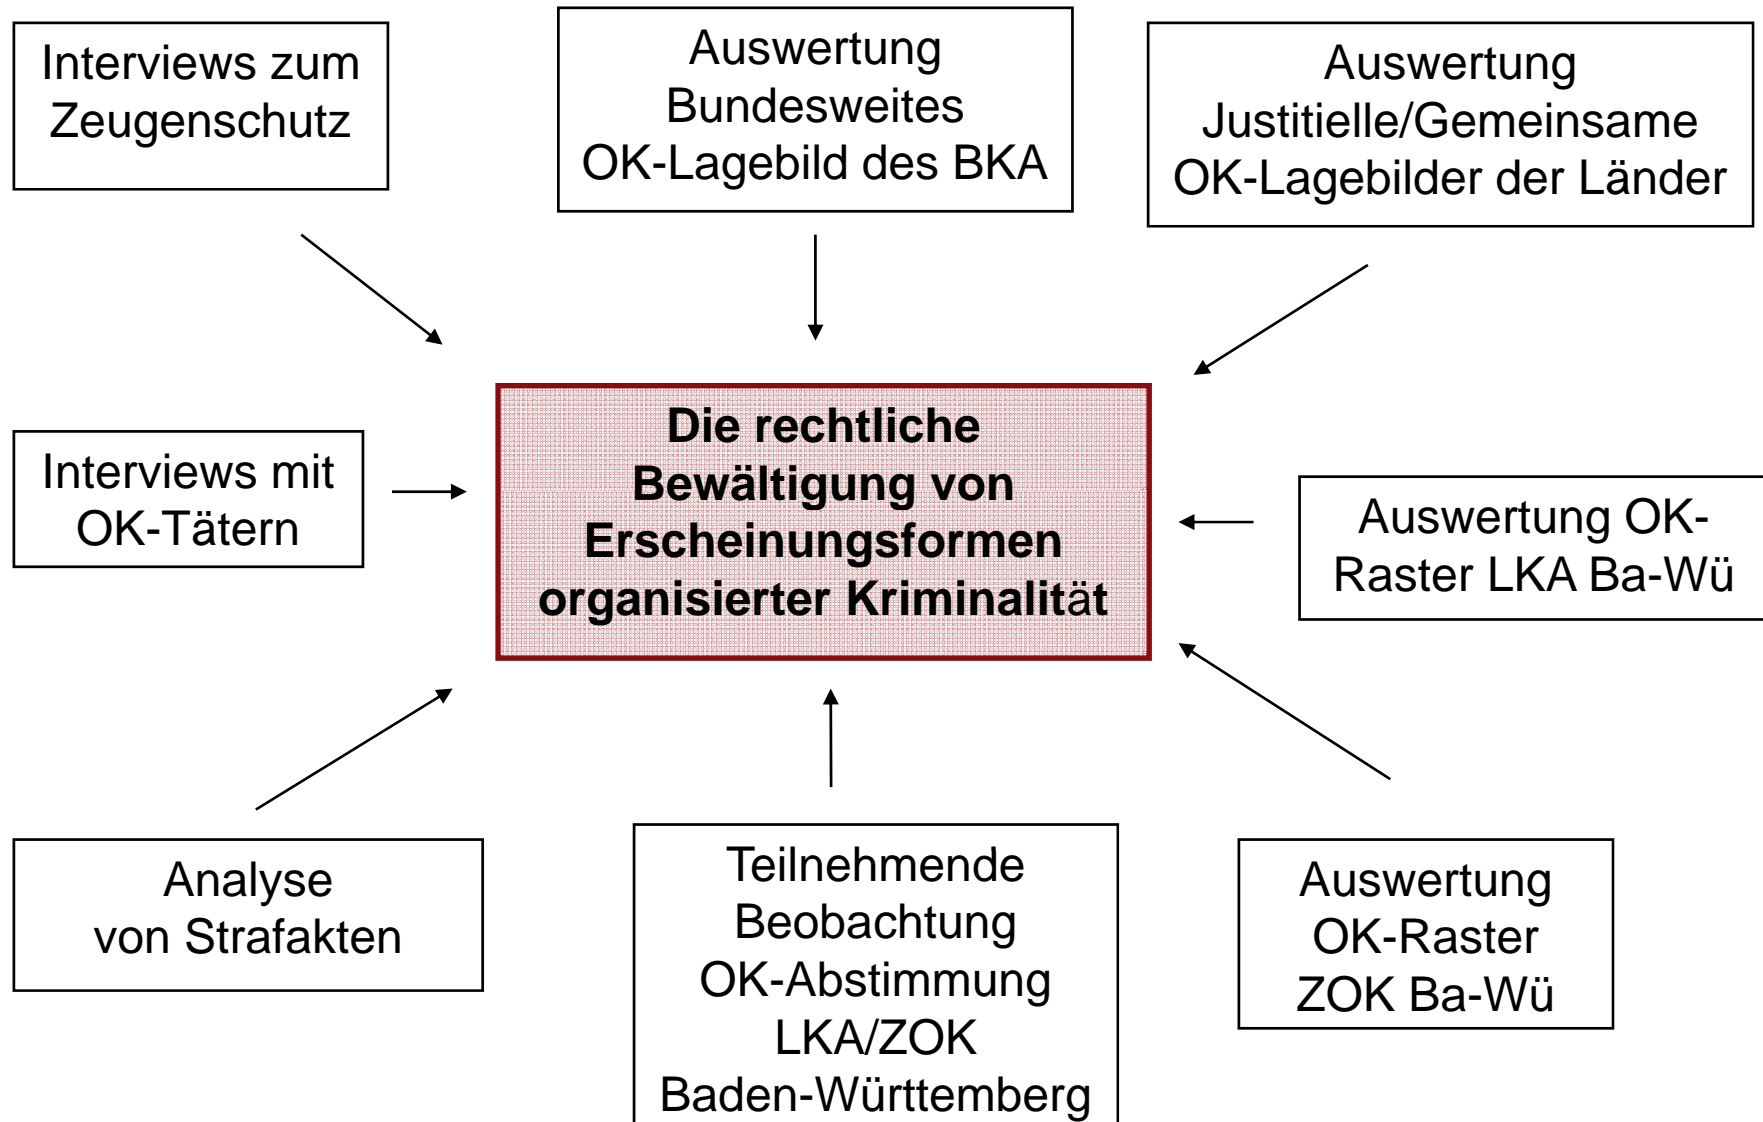 Interviews zum
Zeugenschutz
Auswertung
Bundesweites
OK-Lagebild des BKA
Auswertung
Justitielle/Gemeinsame
OK-Lagebilder der Länder
Interviews mit
OK-Tätern
Die rechtliche
Bewältigung von
Erscheinungsformen
organisierter Kriminalität
Auswertung OK-
Raster LKA Ba-Wü
Analyse
von Strafakten
Teilnehmende
Beobachtung
OK-Abstimmung
LKA/ZOK
Baden-Württemberg
Auswertung
OK-Raster
ZOK Ba-Wü